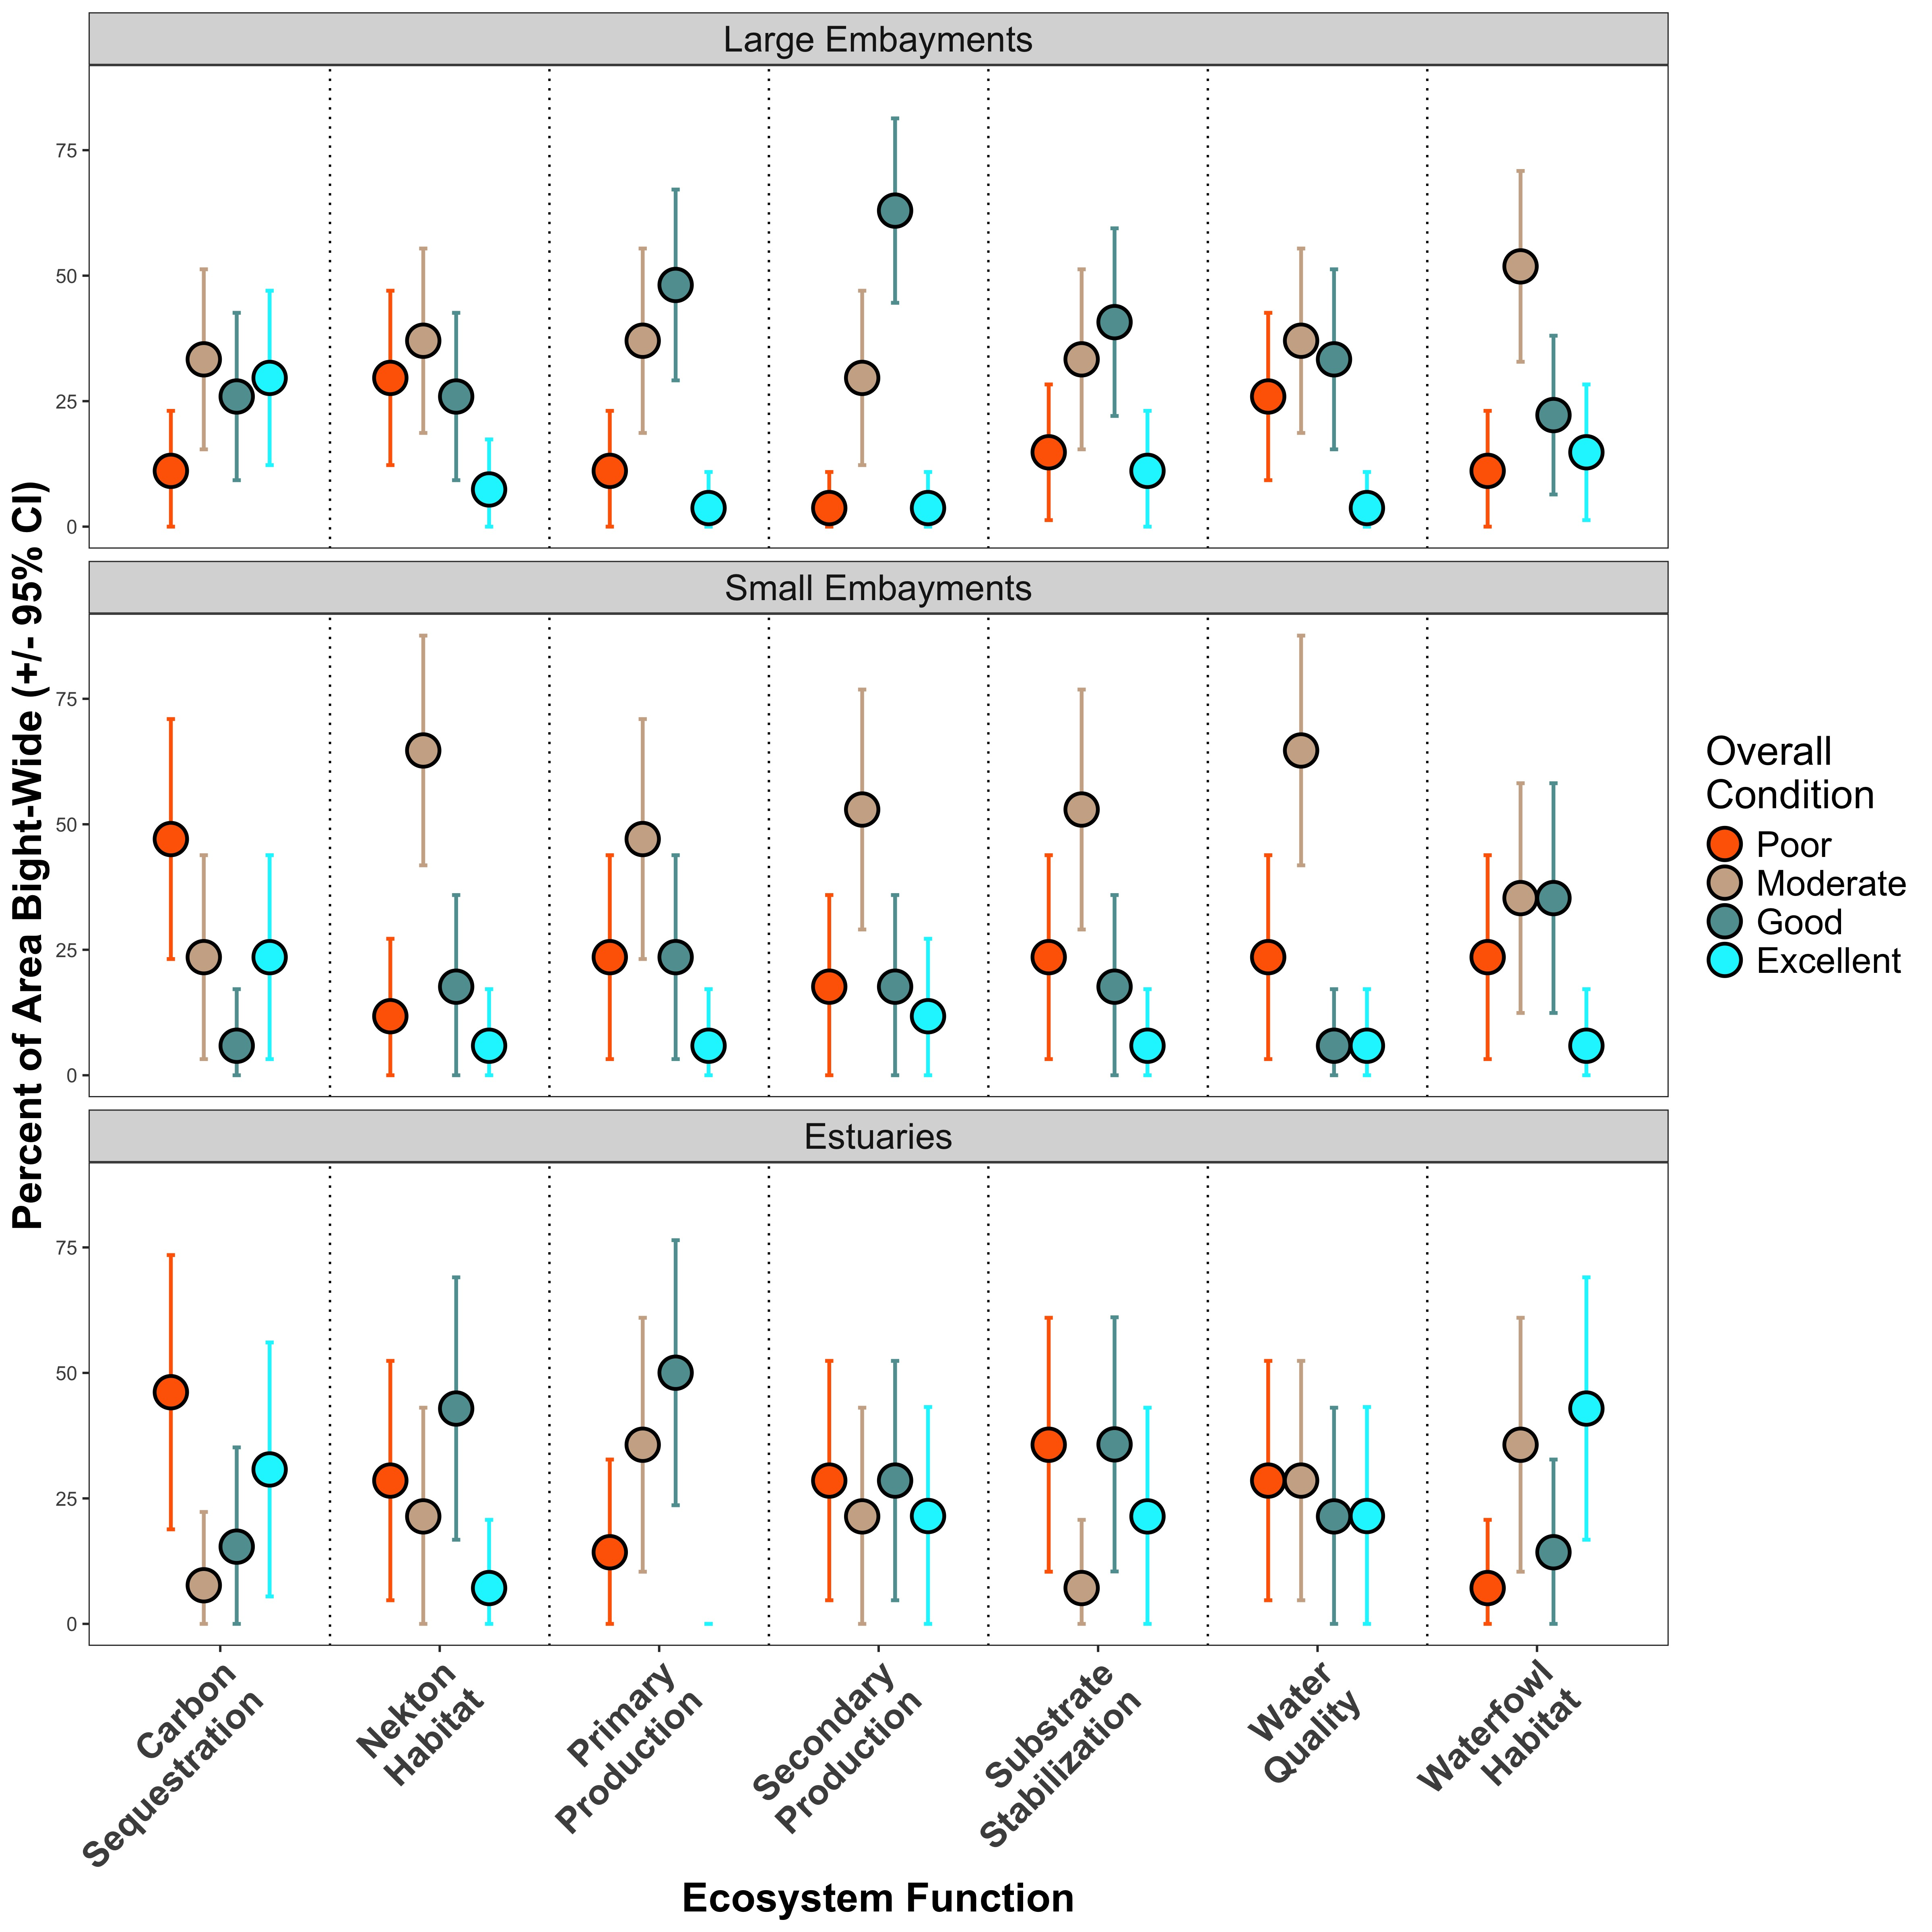 Large Embayments
75
50
25
0
Small Embayments
75
50
25
0
Estuaries
75
50
25
0
Percent of Area Bight-Wide (+/- 95% CI)
Carbon
Sequestration
Nekton
Habitat
Primary
Production
Secondary
Production
Substrate
Stabilization
Water
Quality
Waterfowl
Habitat
Ecosystem Function
Overall
Condition
Poor
Moderate
Good
Excellent